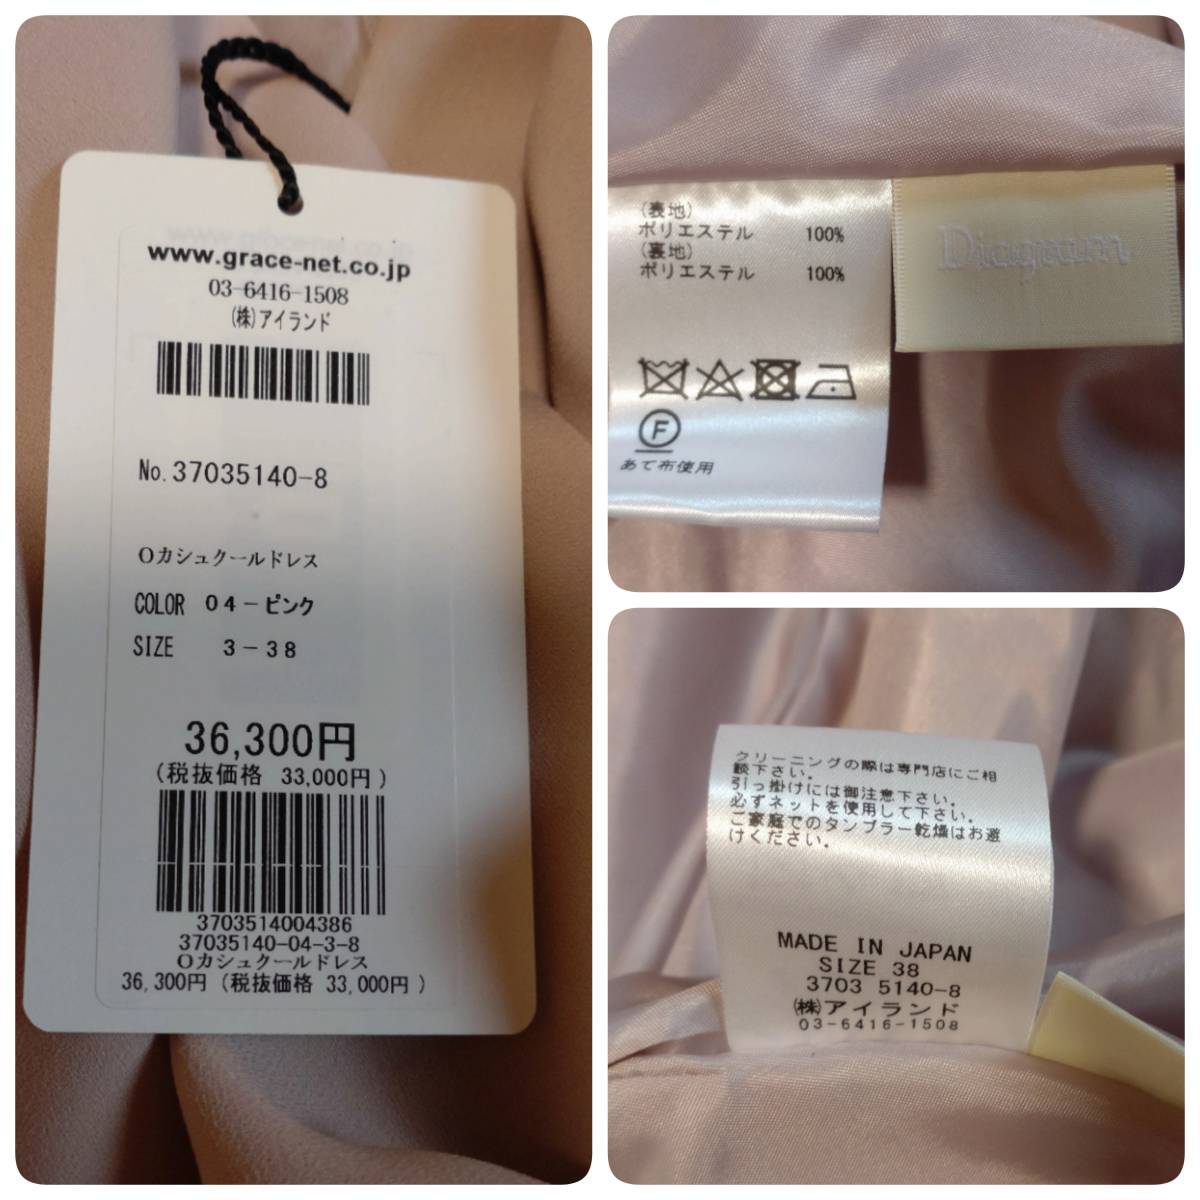 www.grace-net.co.jp
03-6416-1508
(株)アイランド
No.37035140-8
Oカシュクールドレス
COLOR 04-ピンク
SIZE 3-38
36,300円
(税抜価格 33,000円)
3703514004386
37035140-04-3-8
Oカシュクールドレス
36,300円(税抜価格 33,000円)
(表地)
ポリエステル 100%
(裏地)
ポリエステル 100%
F
あて布使用
Diagram
クリーニングの際は専門店にご相
談下さい。
引っ掛けには御注意下さい。
必ずネットを使用して下さい。
ご家庭でのタンブラー乾燥はお避
けください。
MADE IN JAPAN
SIZE 38
3703 5140-8
(株)アイランド
03-6416-1508